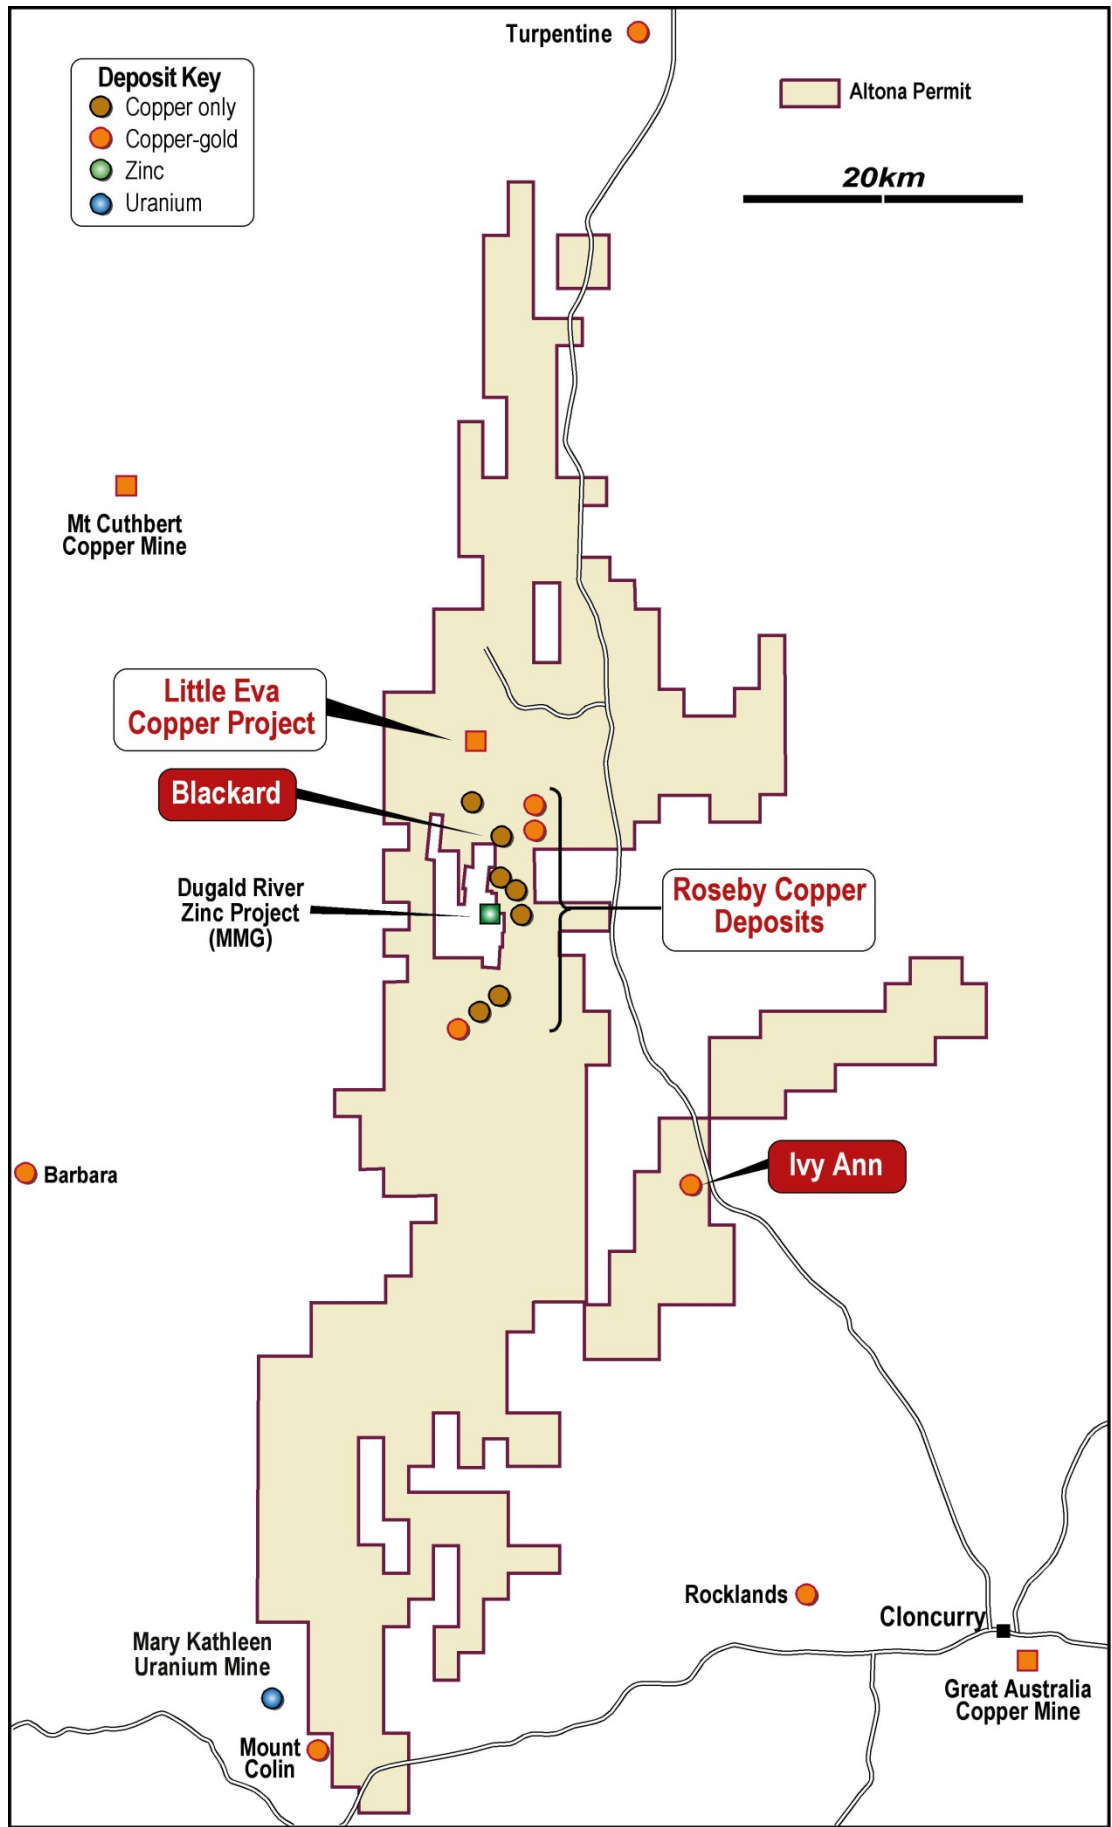 Turpentine
Deposit Key
Copper only
Copper-gold
Zinc
Uranium
Altona Permit
20km
Mt Cuthbert
Copper Mine
Little Eva
Copper Project
Blackard
Dugald River
Zinc Project
(MMG)
Roseby Copper
Deposits
Barbara
Ivy Ann
Rocklands
Cloncurry
Mary Kathleen
Uranium Mine
Great Australia
Copper Mine
Mount
Colin